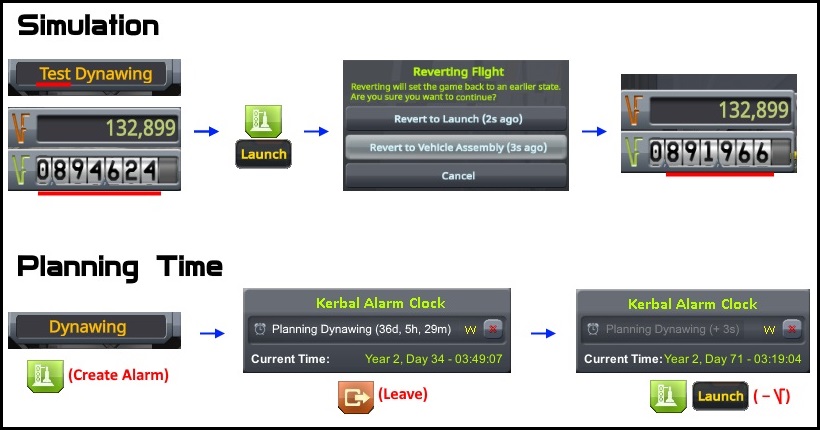 Simulation
Test Dynawing
132,899
0894624
Launch
Reverting Flight
Reverting will set the game back to an earlier state.
Are you sure you want to continue?
Revert to Launch (2s ago)
Revert to Vehicle Assembly (3s ago)
Cancel
132,899
0891966
Planning Time
Dynawing
(Create Alarm)
Kerbal Alarm Clock
Planning Dynawing (36d, 5h, 29m) W X
Current Time: Year 2, Day 34 - 03:49:07
(Leave)
Kerbal Alarm Clock
Planning Dynawing (+ 3s) W X
Current Time: Year 2, Day 71 - 03:19:04
Launch (– √)